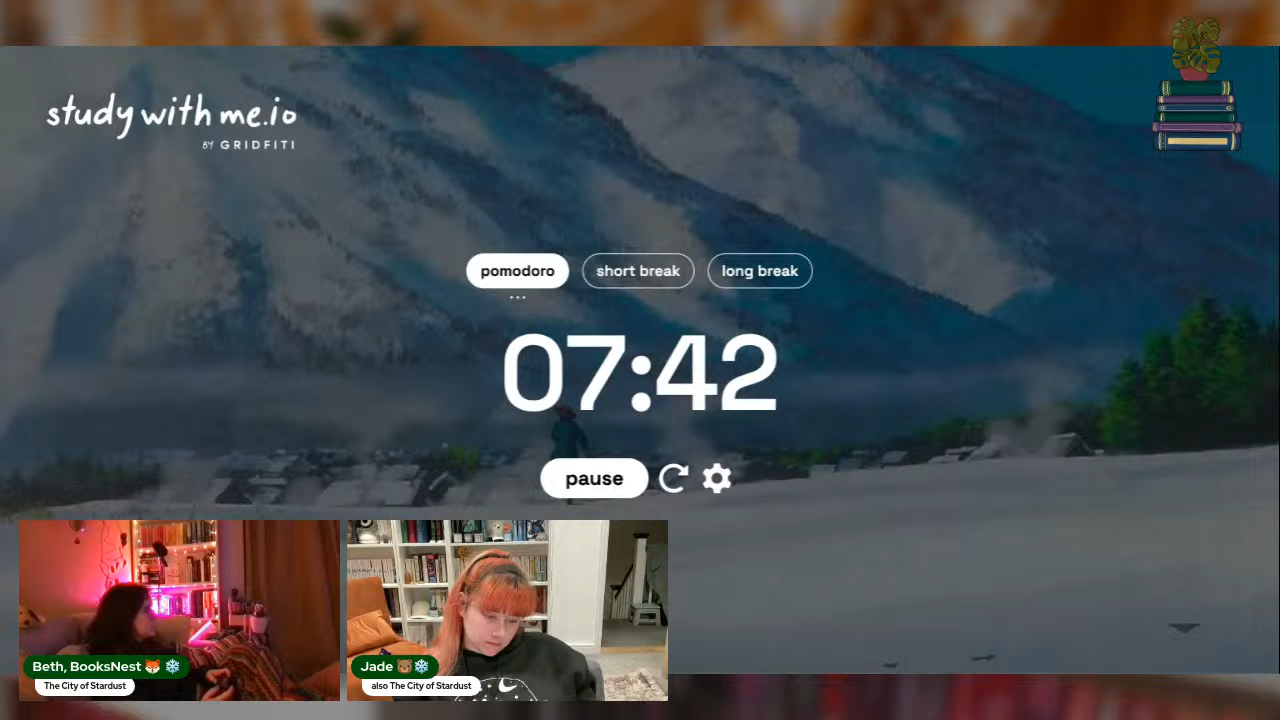 study with me.io
BY GRIDFITI
pomodoro
short break
long break
07:42
pause
Beth, BooksNest 🦊 ❄️
The City of Stardust
Jade 🐻❄️
also The City of Stardust